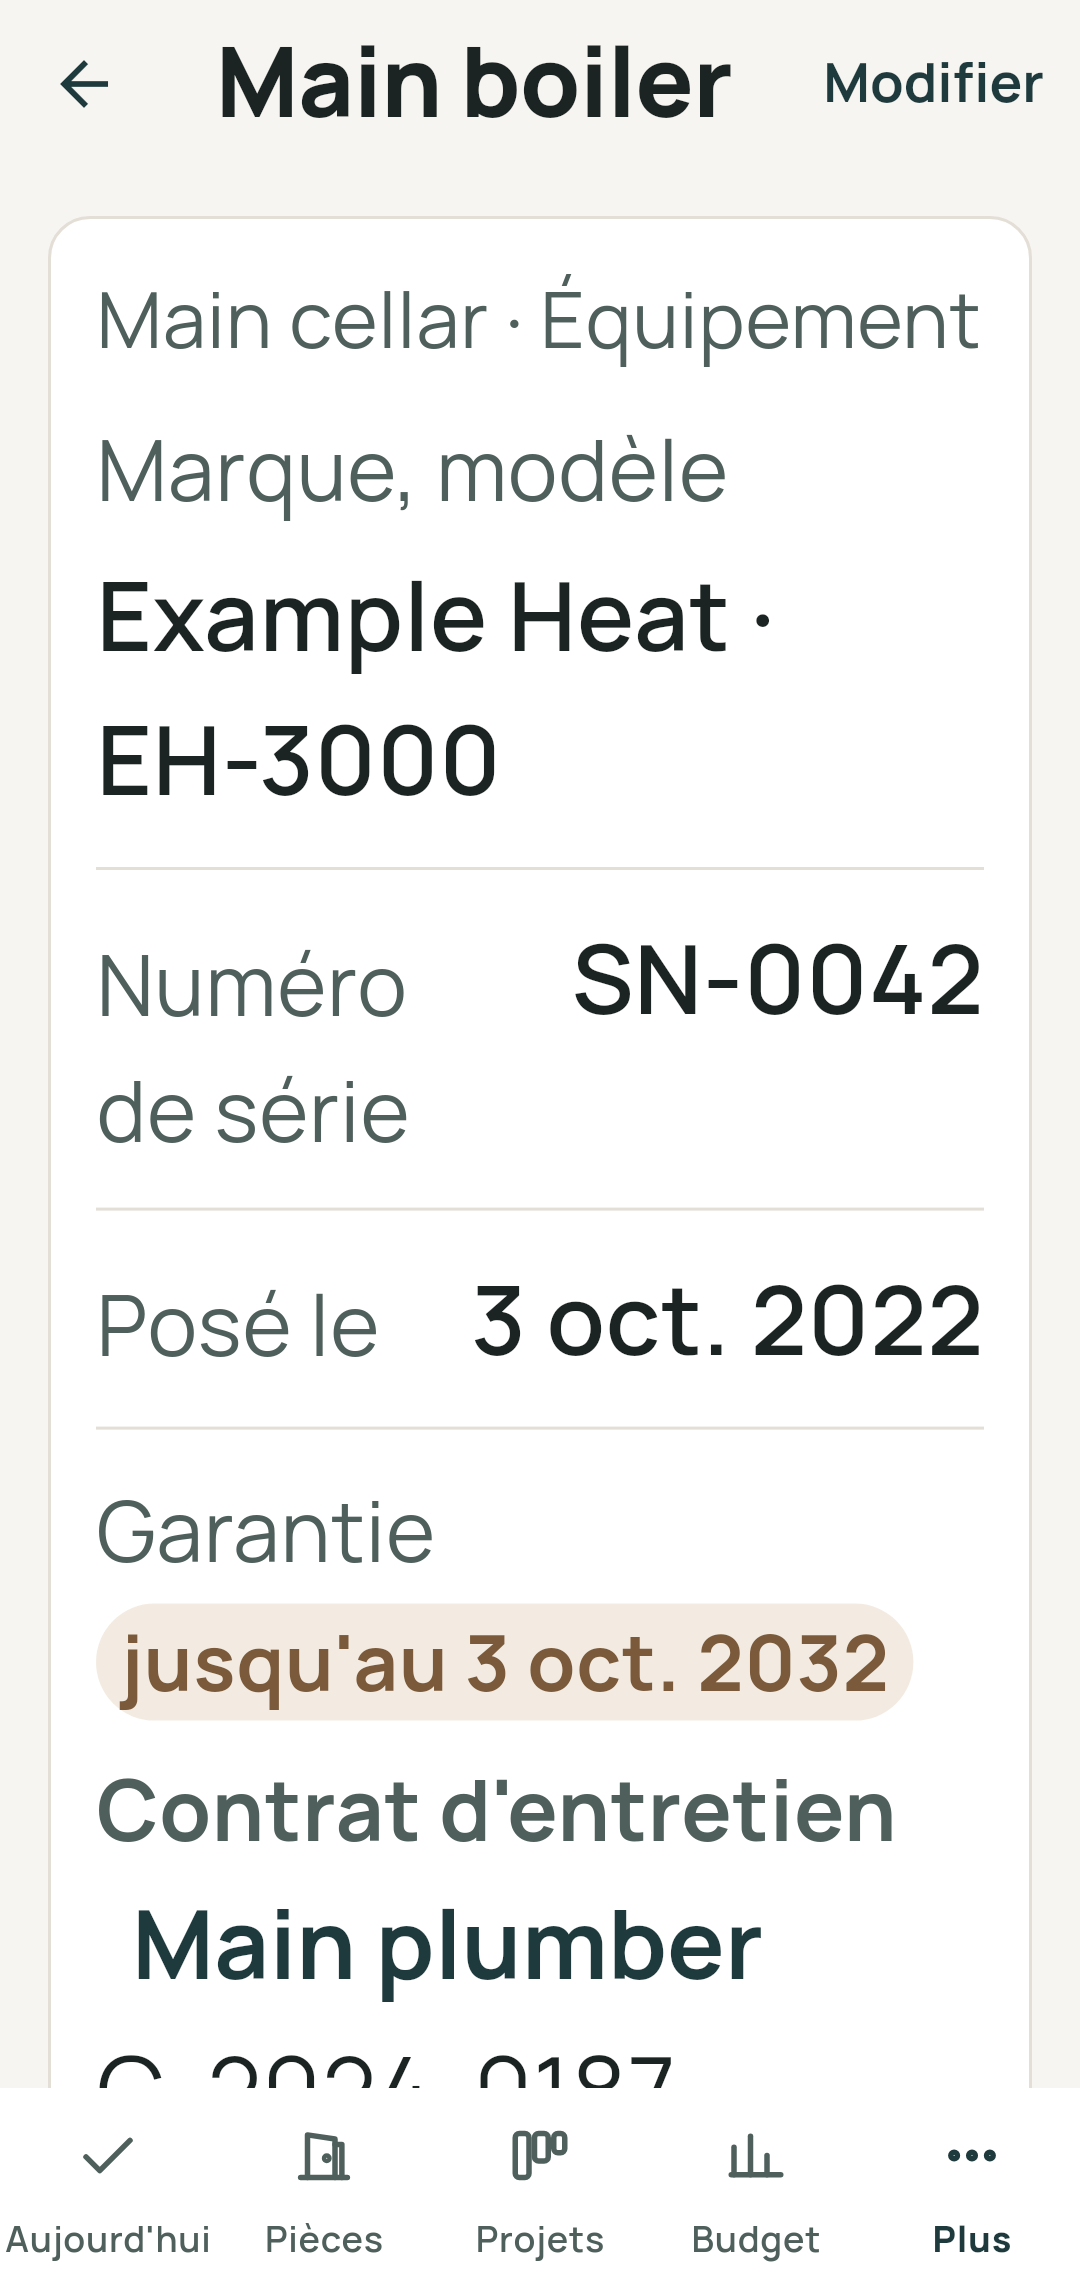 Main boiler
Modifier
Main cellar · Équipement
Marque, modèle
Example Heat ·
EH-3000
Numéro
de série
SN-0042
Posé le
3 oct. 2022
Garantie
jusqu'au 3 oct. 2032
Contrat d'entretien
Main plumber
Aujourd'hui
Pièces
Projets
Budget
Plus